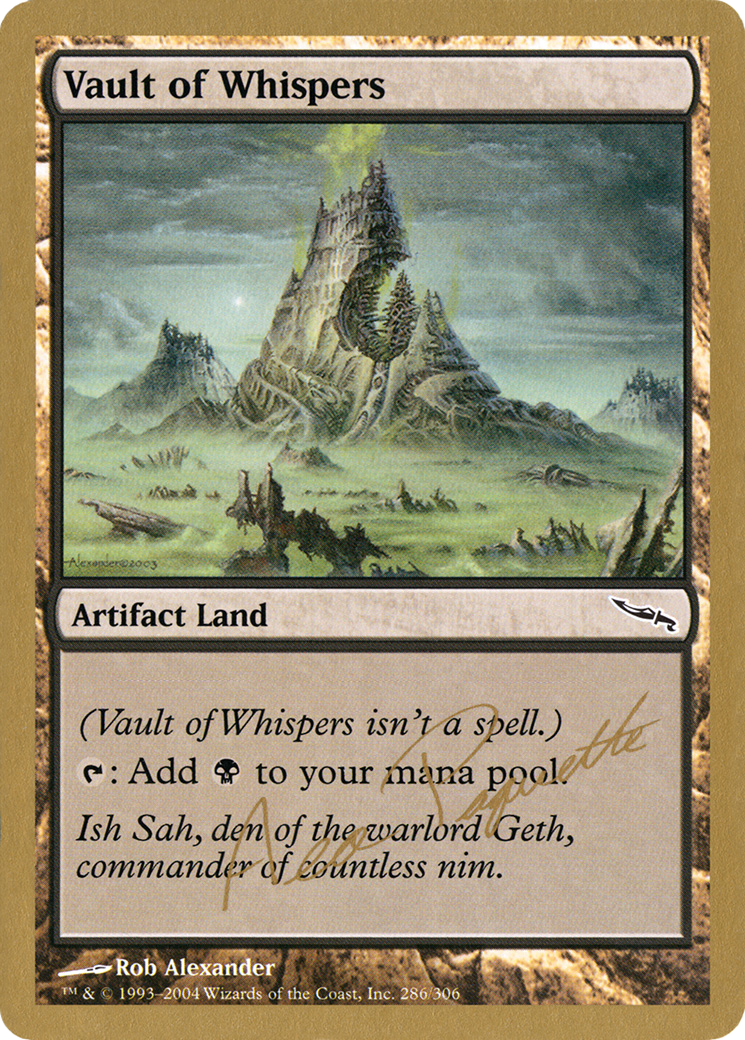 Vault of Whispers
Alexander©2003
Artifact Land
(Vault of Whispers isn't a spell.)
: Add to your mana pool.
Ish Sah, den of the warlord Geth,
commander of countless nim.
Paquette
Rob Alexander
™ & © 1993–2004 Wizards of the Coast, Inc. 286/306